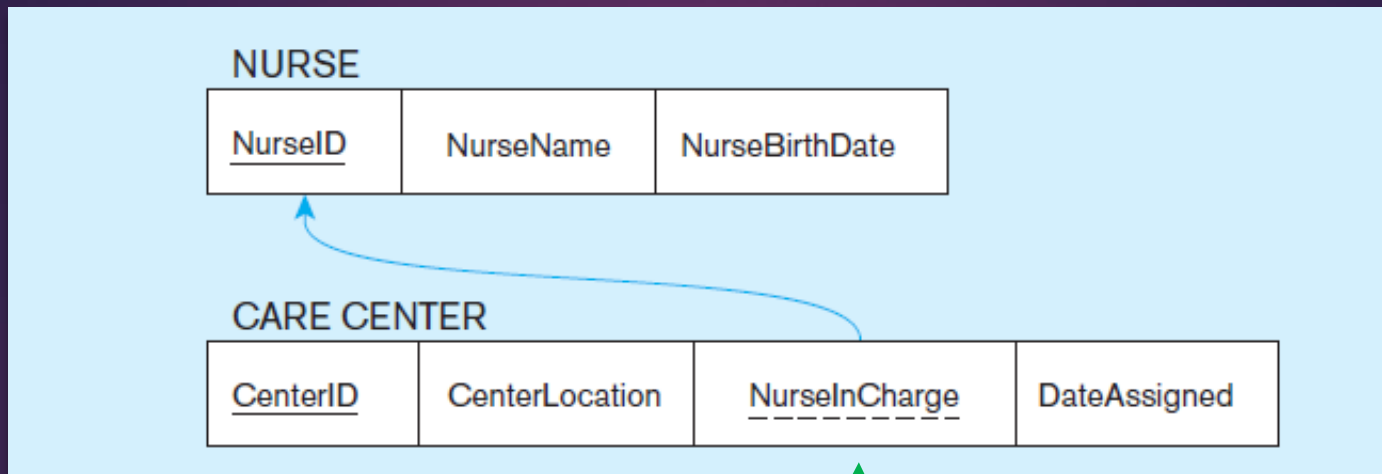 NURSE
NurseID NurseName NurseBirthDate
CARE CENTER
CenterID CenterLocation NurseInCharge DateAssigned